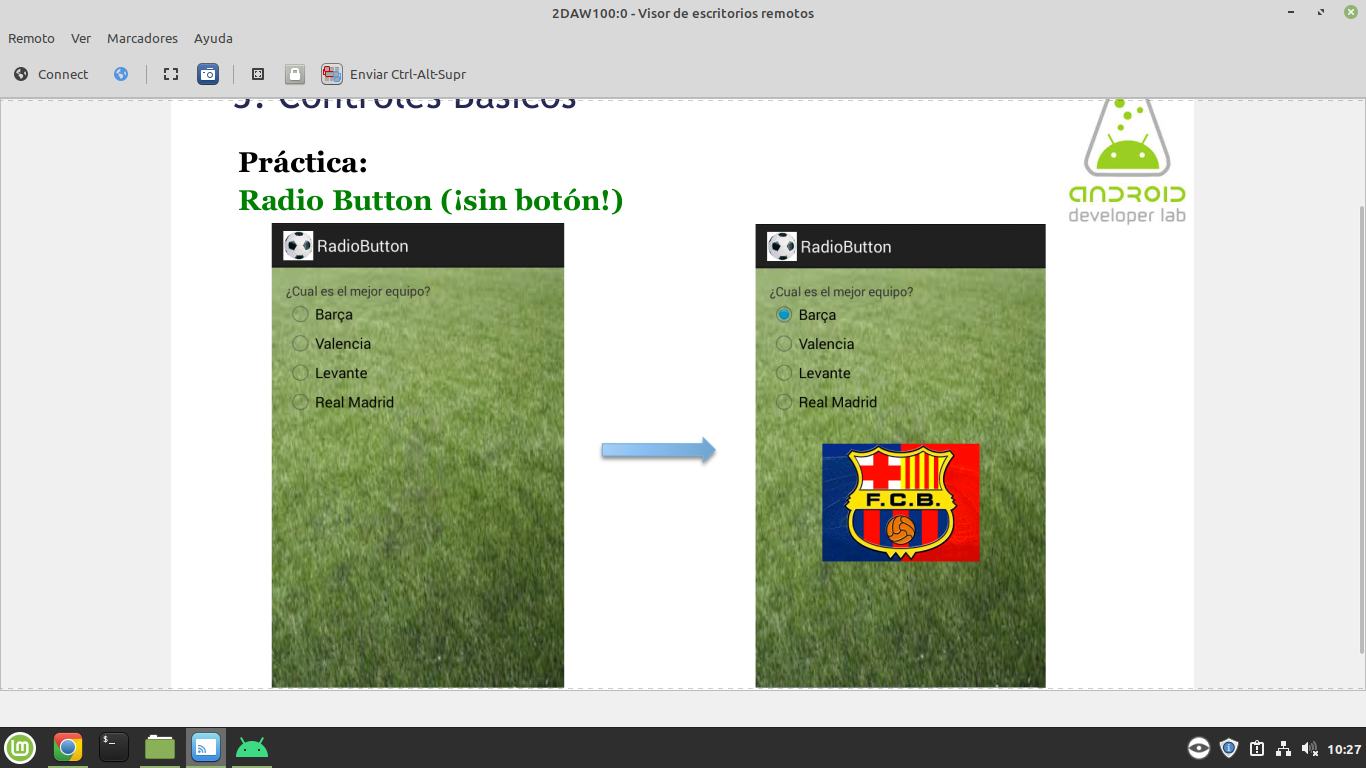 2DAW100:0 - Visor de escritorios remotos
Remoto Ver Marcadores Ayuda
Connect Enviar Ctrl-Alt-Supr
Controles Básicos
Práctica:
Radio Button (¡sin botón!)
ANDROID
developer lab
RadioButton
¿Cual es el mejor equipo?
Barça
Valencia
Levante
Real Madrid
RadioButton
¿Cual es el mejor equipo?
Barça
Valencia
Levante
Real Madrid
F.C.B.
10:27